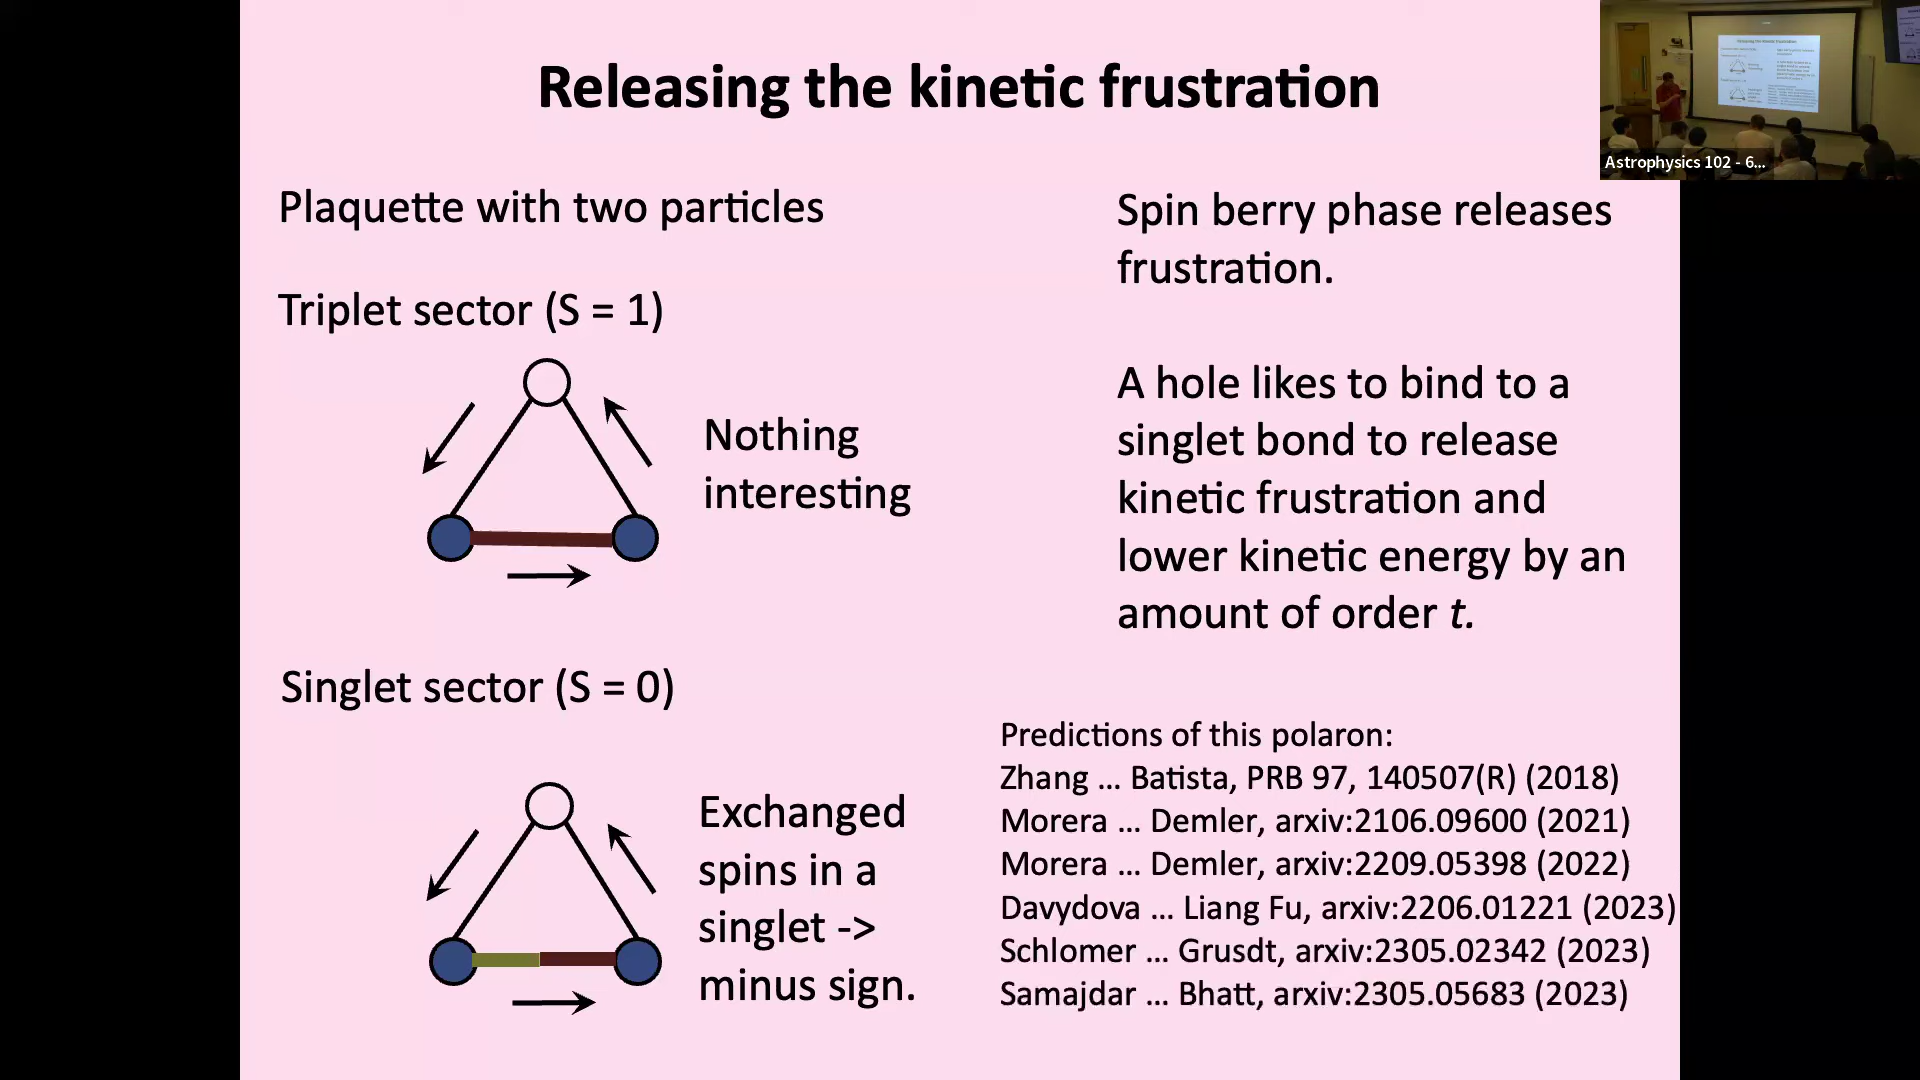 Releasing the kinetic frustration
Plaquette with two particles
Triplet sector (S = 1)
Nothing
interesting
Singlet sector (S = 0)
Exchanged
spins in a
singlet ->
minus sign.
Spin berry phase releases
frustration.
A hole likes to bind to a
singlet bond to release
kinetic frustration and
lower kinetic energy by an
amount of order t.
Predictions of this polaron:
Zhang ... Batista, PRB 97, 140507(R) (2018)
Morera ... Demler, arxiv:2106.09600 (2021)
Morera ... Demler, arxiv:2209.05398 (2022)
Davydova ... Liang Fu, arxiv:2206.01221 (2023)
Schlomer ... Grusdt, arxiv:2305.02342 (2023)
Samajdar ... Bhatt, arxiv:2305.05683 (2023)
Astrophysics 102 - 6...